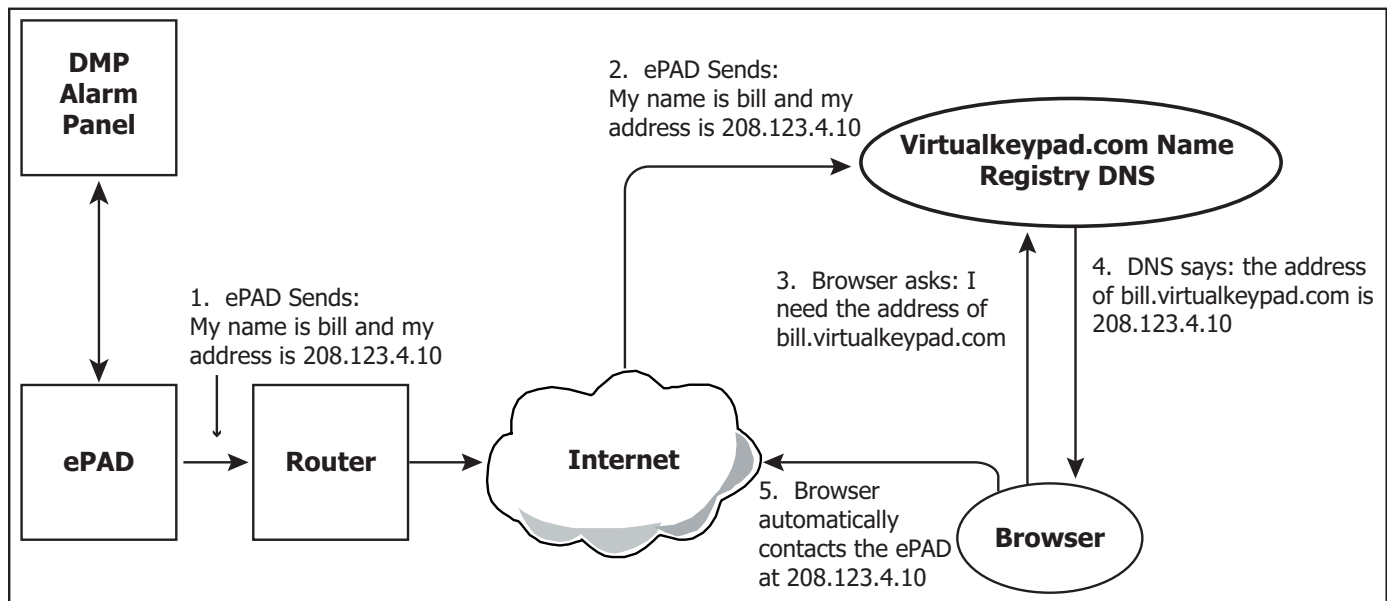 DMP
Alarm
Panel
2. ePAD Sends:
My name is bill and my
address is 208.123.4.10
Virtualkeypad.com Name
Registry DNS
1. ePAD Sends:
My name is bill and my
address is 208.123.4.10
3. Browser asks: I
need the address of
bill.virtualkeypad.com
4. DNS says: the address
of bill.virtualkeypad.com is
208.123.4.10
ePAD
Router
Internet
5. Browser
automatically
contacts the ePAD
at 208.123.4.10
Browser